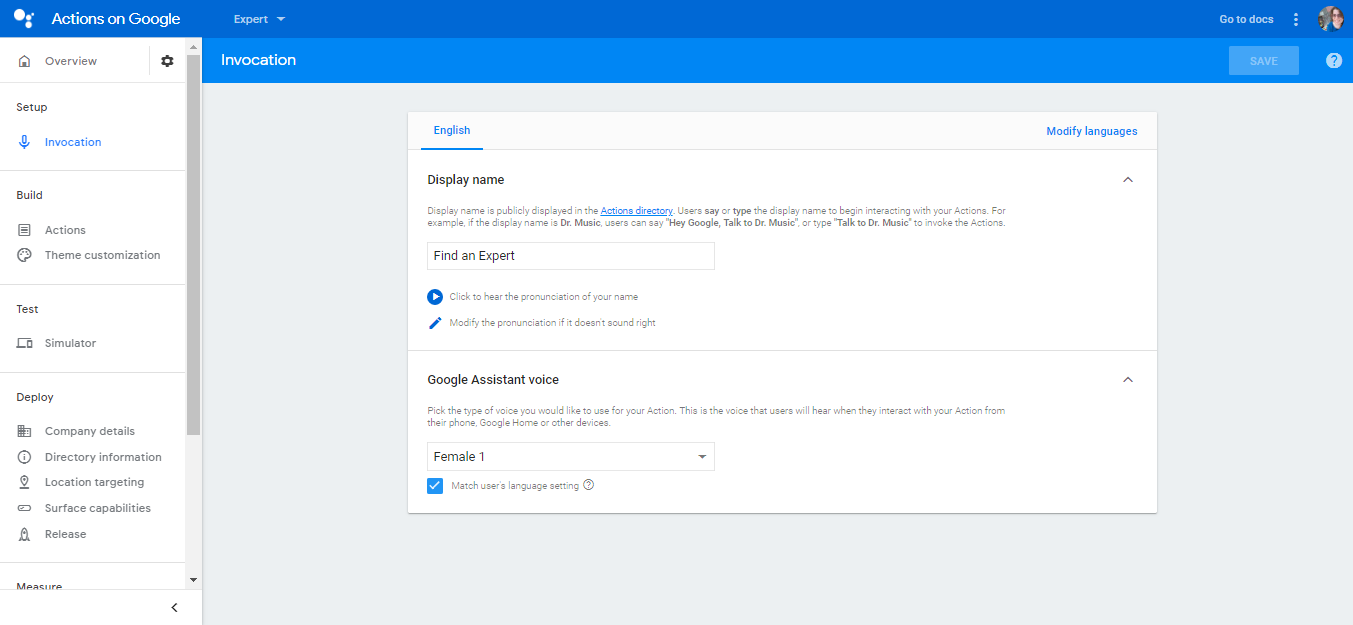 Actions on Google
Expert
Go to docs
Overview
Invocation
SAVE
?
Setup
Invocation
Build
Actions
Theme customization
Test
Simulator
Deploy
Company details
Directory information
Location targeting
Surface capabilities
Release
Measure
English
Modify languages
Display name
Display name is publicly displayed in the Actions directory. Users say or type the display name to begin interacting with your Actions. For
example, if the display name is Dr. Music, users can say "Hey Google, Talk to Dr. Music", or type "Talk to Dr. Music" to invoke the Actions.
Find an Expert
Click to hear the pronunciation of your name
Modify the pronunciation if it doesn't sound right
Google Assistant voice
Pick the type of voice you would like to use for your Action. This is the voice that users will hear when they interact with your Action from
their phone, Google Home or other devices.
Female 1
Match user's language setting ?